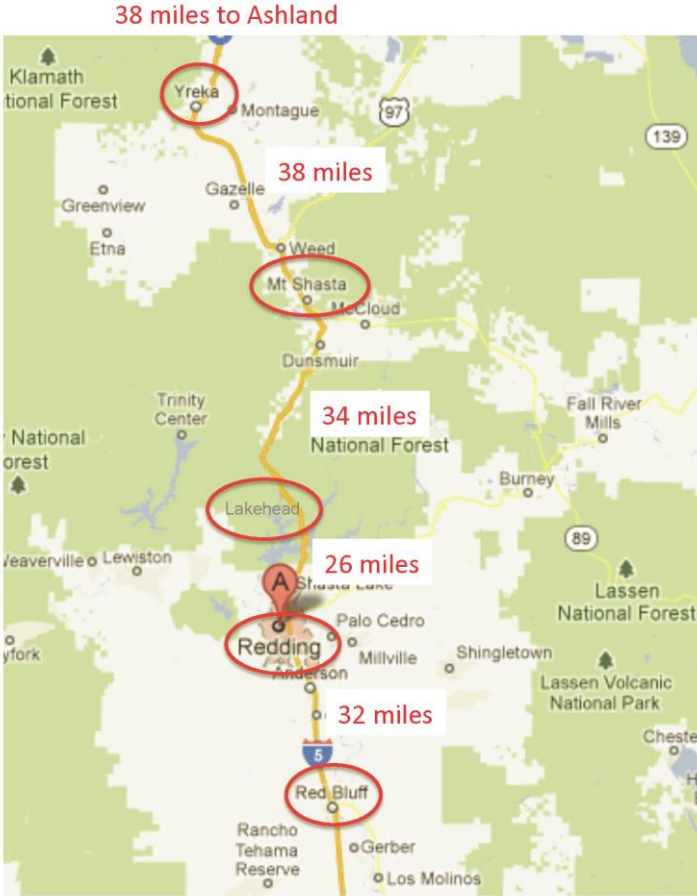 38 miles to Ashland
Klamath
tional Forest
Yreka
Montague
97
139
38 miles
Greenview
Gazelle
Etna
Weed
Mt Shasta
McCloud
Dunsmuir
Trinity
Center
34 miles
National Forest
Fall River
Mills
National
orest
Burney
Lakehead
89
26 miles
Weaverville
Lewiston
A
Shasta Lake
Lassen
National Forest
Palo Cedro
Redding
Millville
Shingletown
yfork
Anderson
Lassen Volcanic
National Park
32 miles
5
Cheste
Red Bluff
Rancho
Tehama
Reserve
Gerber
Los Molinos